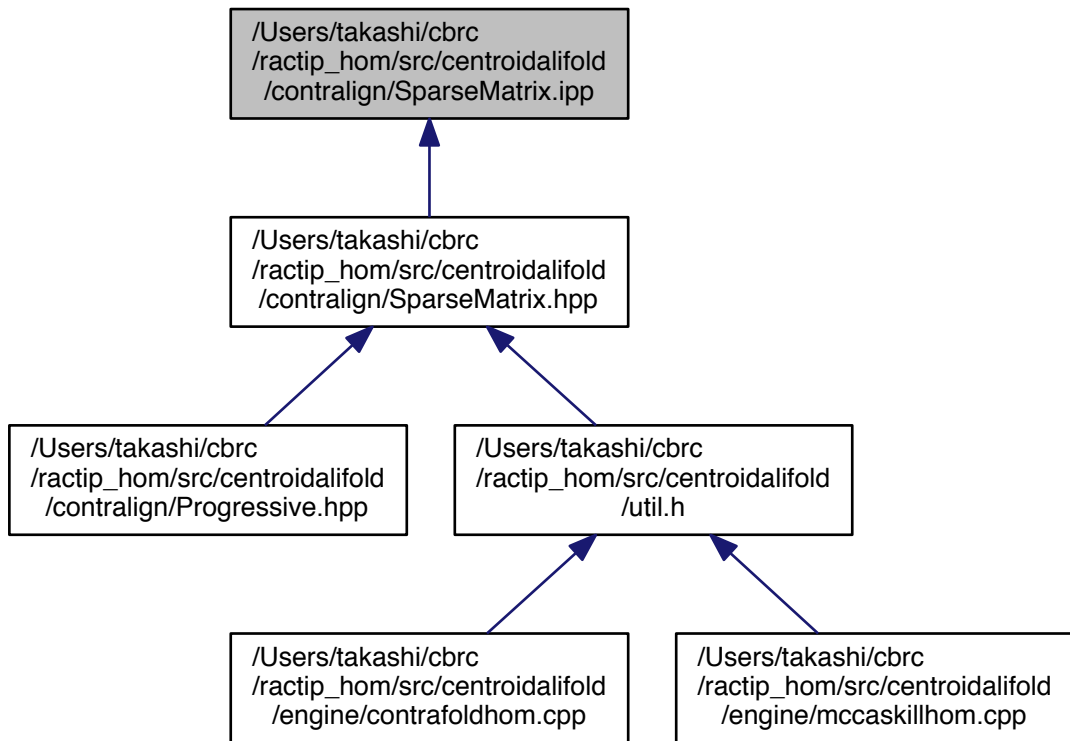 /Users/takashi/cbrc
/ractip_hom/src/centroidalifold
/contralign/SparseMatrix.ipp
/Users/takashi/cbrc
/ractip_hom/src/centroidalifold
/contralign/SparseMatrix.hpp
/Users/takashi/cbrc
/ractip_hom/src/centroidalifold
/contralign/Progressive.hpp
/Users/takashi/cbrc
/ractip_hom/src/centroidalifold
/util.h
/Users/takashi/cbrc
/ractip_hom/src/centroidalifold
/engine/contrafoldhom.cpp
/Users/takashi/cbrc
/ractip_hom/src/centroidalifold
/engine/mccaskillhom.cpp